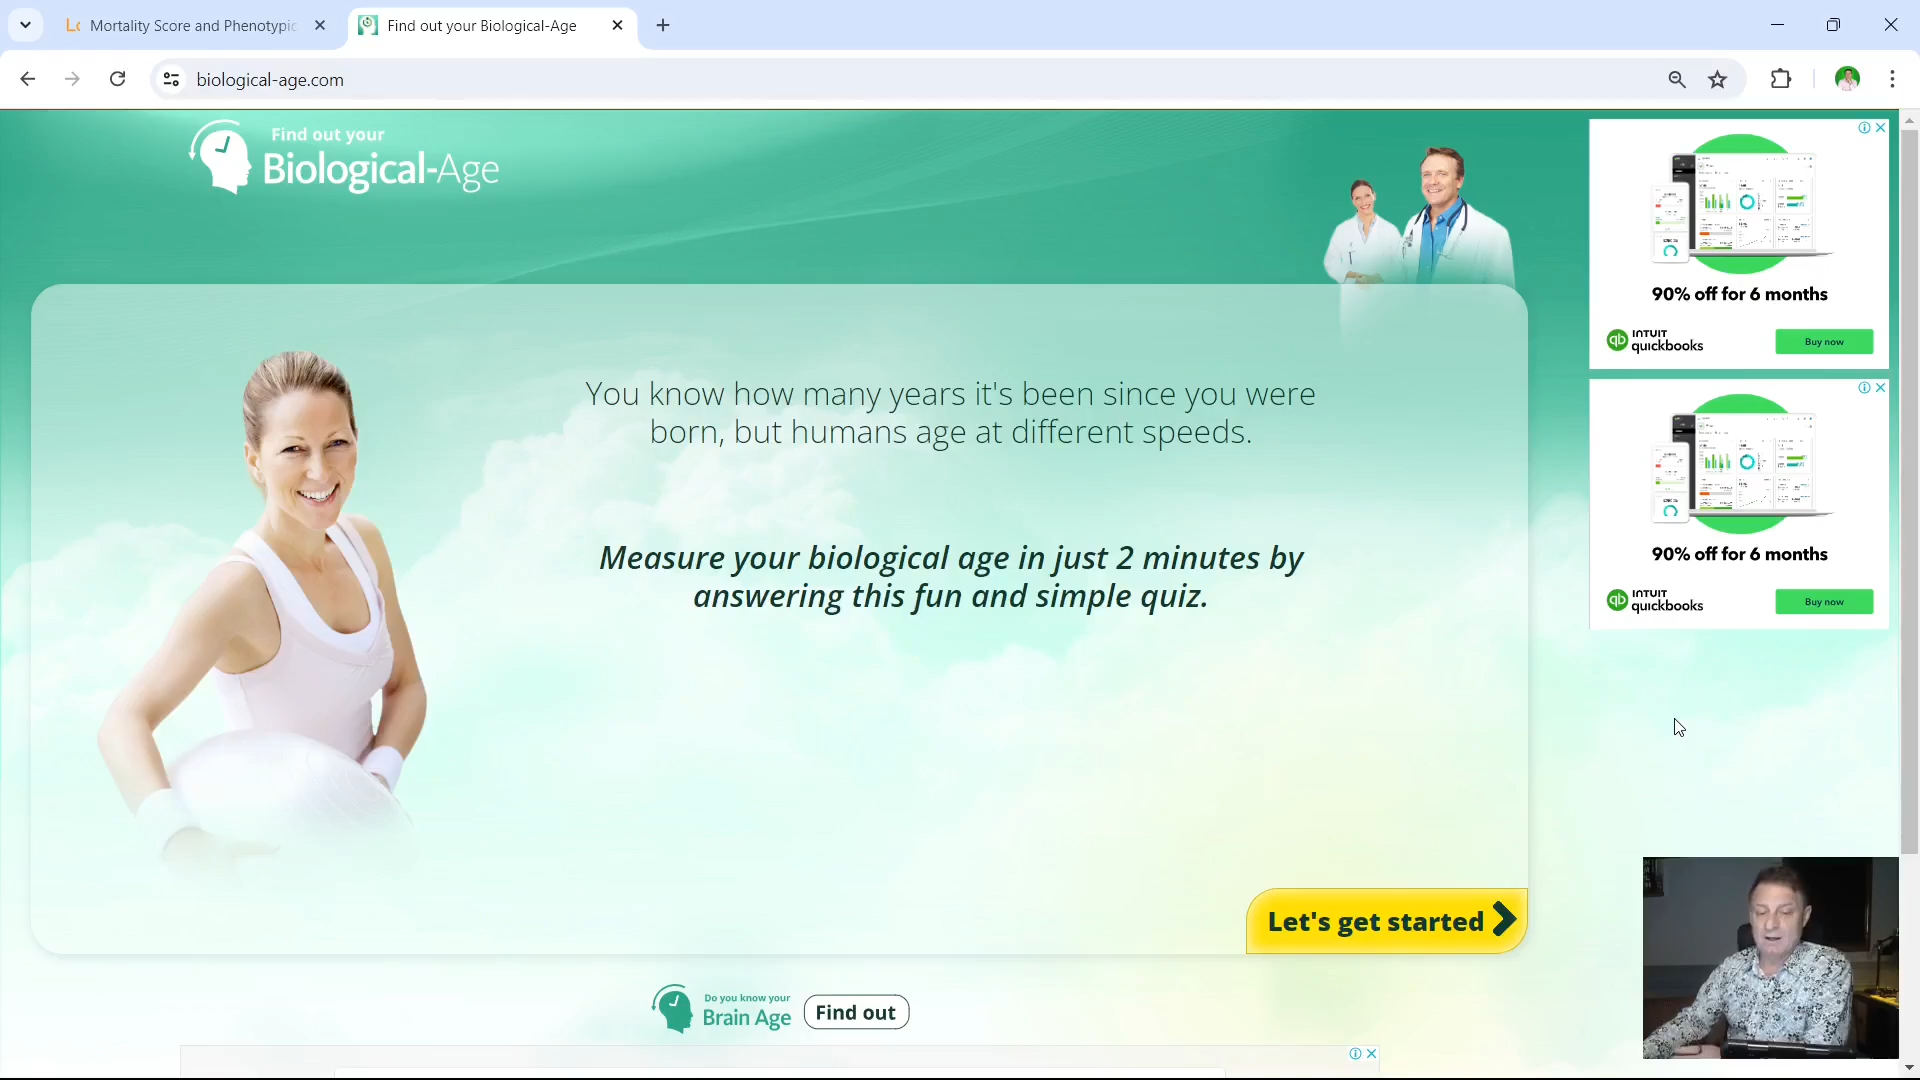 Mortality Score and Phenotypic
Find out your Biological-Age
biological-age.com
Find out your
Biological-Age
You know how many years it's been since you were
born, but humans age at different speeds.
Measure your biological age in just 2 minutes by
answering this fun and simple quiz.
Let's get started
Do you know your
Brain Age
Find out
90% off for 6 months
INTUIT
quickbooks
Buy now
90% off for 6 months
INTUIT
quickbooks
Buy now